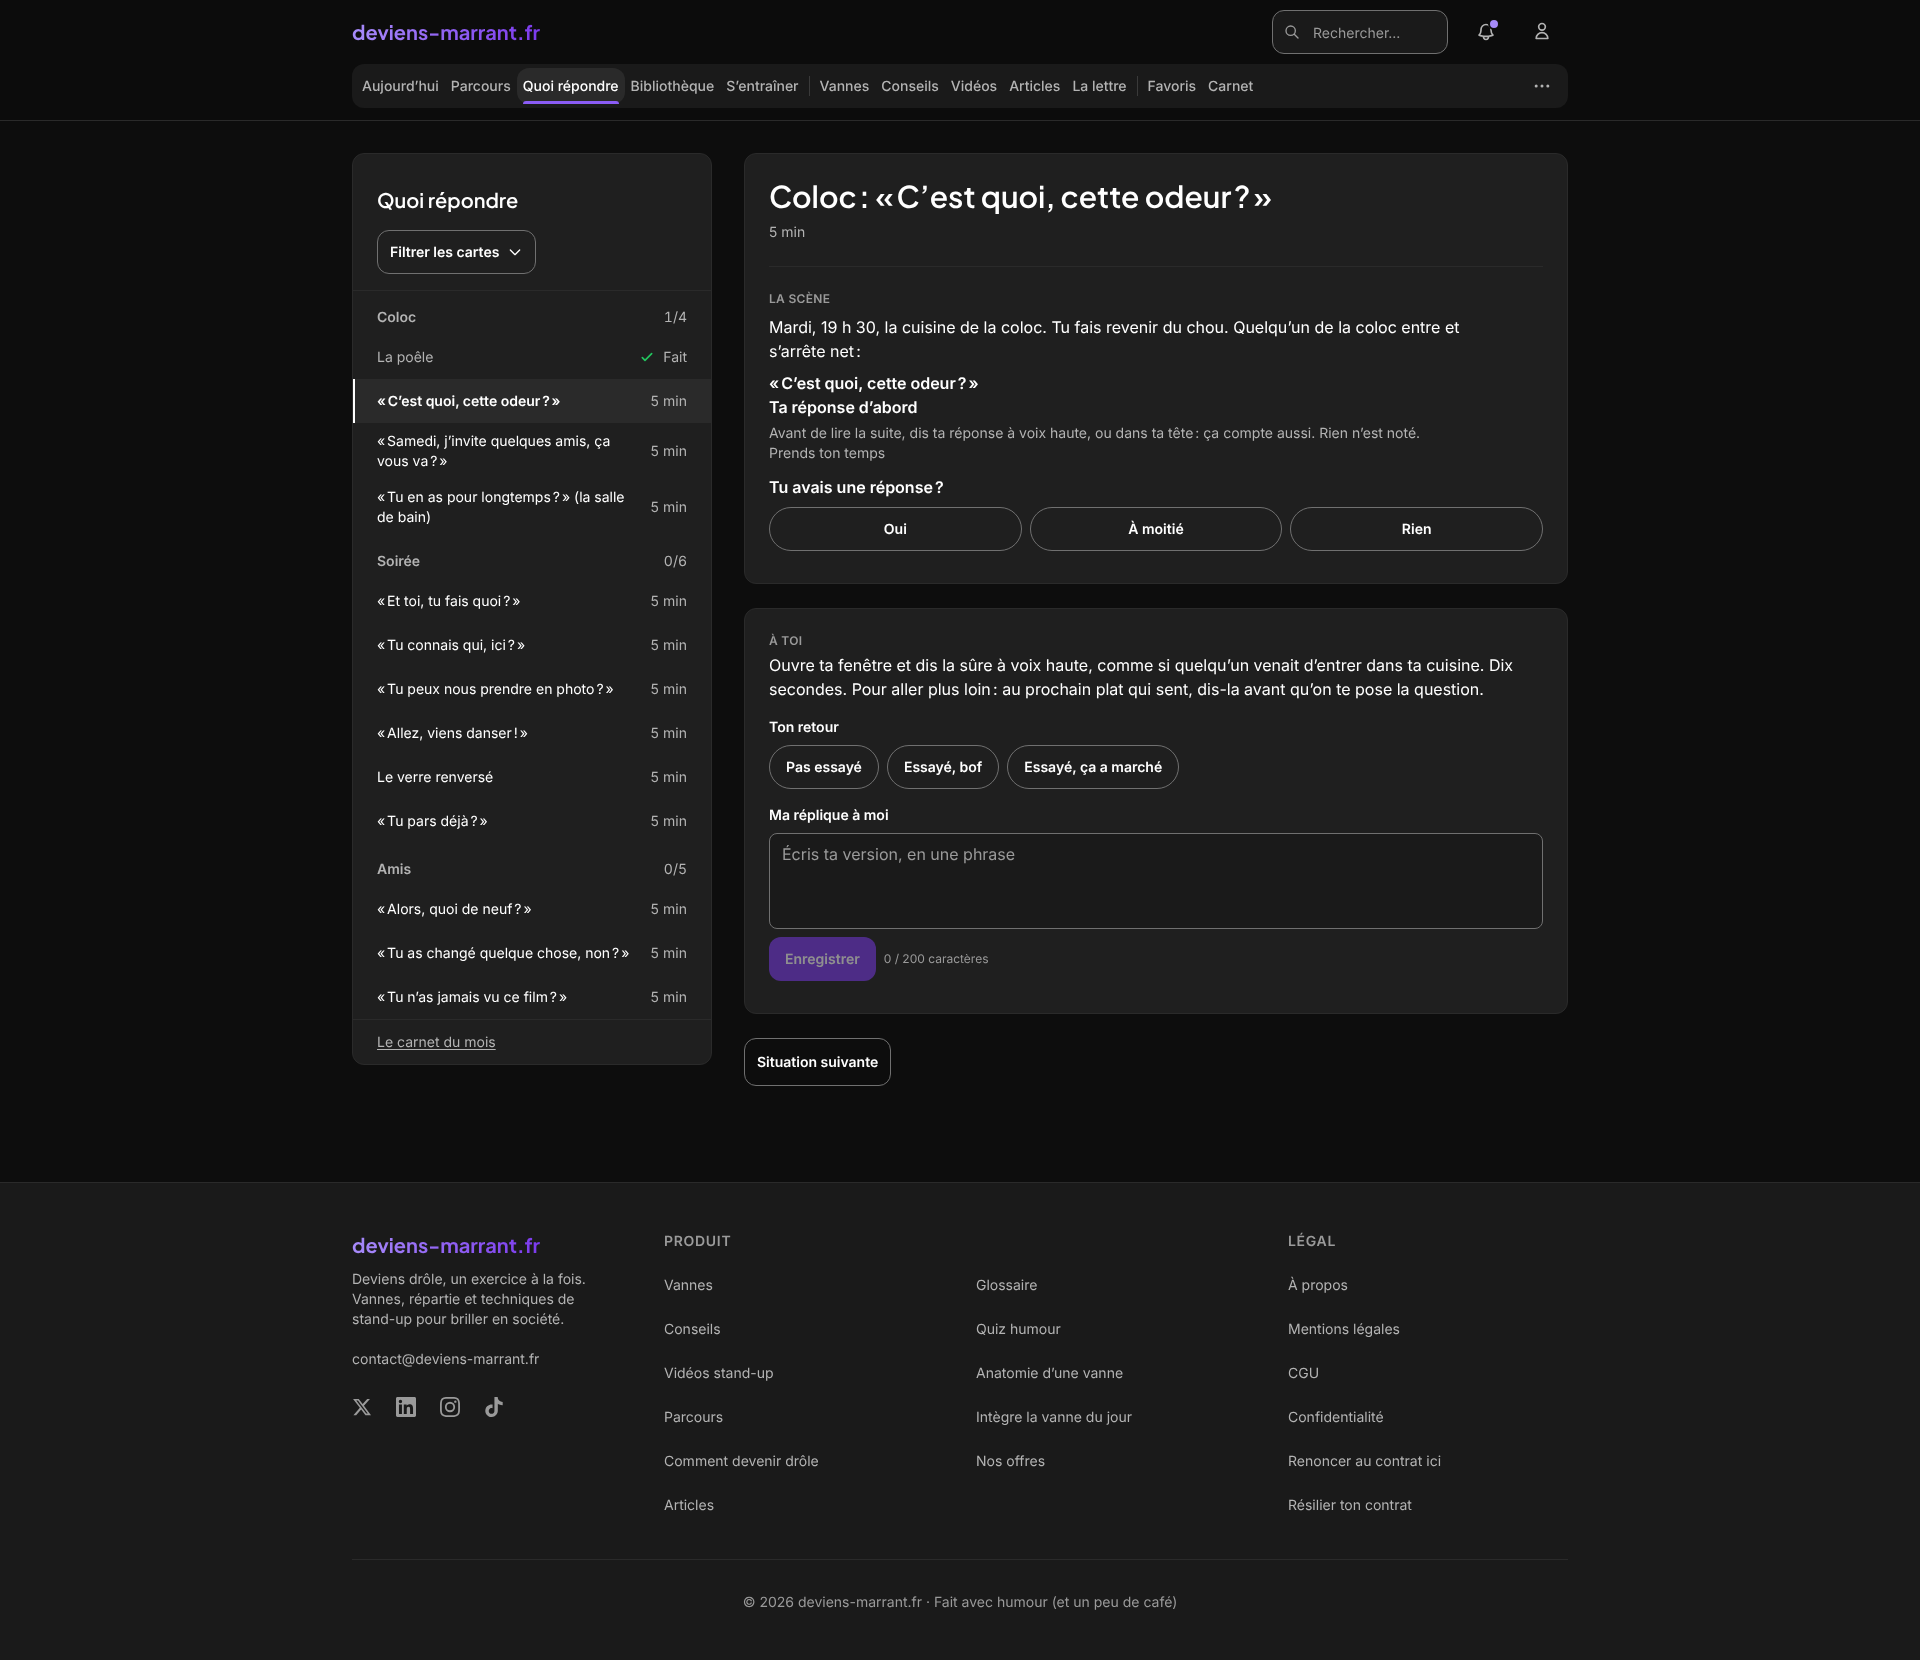 deviens-marrant.fr
Rechercher...
Aujourd’hui Parcours Quoi répondre Bibliothèque S’entraîner Vannes Conseils Vidéos Articles La lettre Favoris Carnet
Quoi répondre
Filtrer les cartes
Coloc 1/4
La poêle Fait
« C’est quoi, cette odeur ? » 5 min
« Samedi, j’invite quelques amis, ça
vous va ? » 5 min
« Tu en as pour longtemps ? » (la salle
de bain) 5 min
Soirée 0/6
« Et toi, tu fais quoi ? » 5 min
« Tu connais qui, ici ? » 5 min
« Tu peux nous prendre en photo ? » 5 min
« Allez, viens danser ! » 5 min
Le verre renversé 5 min
« Tu pars déjà ? » 5 min
Amis 0/5
« Alors, quoi de neuf ? » 5 min
« Tu as changé quelque chose, non ? » 5 min
« Tu n’as jamais vu ce film ? » 5 min
Le carnet du mois
Coloc : « C’est quoi, cette odeur ? »
5 min
LA SCÈNE
Mardi, 19 h 30, la cuisine de la coloc. Tu fais revenir du chou. Quelqu’un de la coloc entre et
s’arrête net :
« C’est quoi, cette odeur ? »
Ta réponse d’abord
Avant de lire la suite, dis ta réponse à voix haute, ou dans ta tête : ça compte aussi. Rien n’est noté.
Prends ton temps
Tu avais une réponse ?
Oui À moitié Rien
À TOI
Ouvre ta fenêtre et dis la sûre à voix haute, comme si quelqu’un venait d’entrer dans ta cuisine. Dix
secondes. Pour aller plus loin : au prochain plat qui sent, dis-la avant qu’on te pose la question.
Ton retour
Pas essayé Essayé, bof Essayé, ça a marché
Ma réplique à moi
Écris ta version, en une phrase
Enregistrer 0 / 200 caractères
Situation suivante
deviens-marrant.fr
Deviens drôle, un exercice à la fois.
Vannes, répartie et techniques de
stand-up pour briller en société.
contact@deviens-marrant.fr
PRODUIT
Vannes
Conseils
Vidéos stand-up
Parcours
Comment devenir drôle
Articles
Glossaire
Quiz humour
Anatomie d’une vanne
Intègre la vanne du jour
Nos offres
LÉGAL
À propos
Mentions légales
CGU
Confidentialité
Renoncer au contrat ici
Résilier ton contrat
© 2026 deviens-marrant.fr · Fait avec humour (et un peu de café)